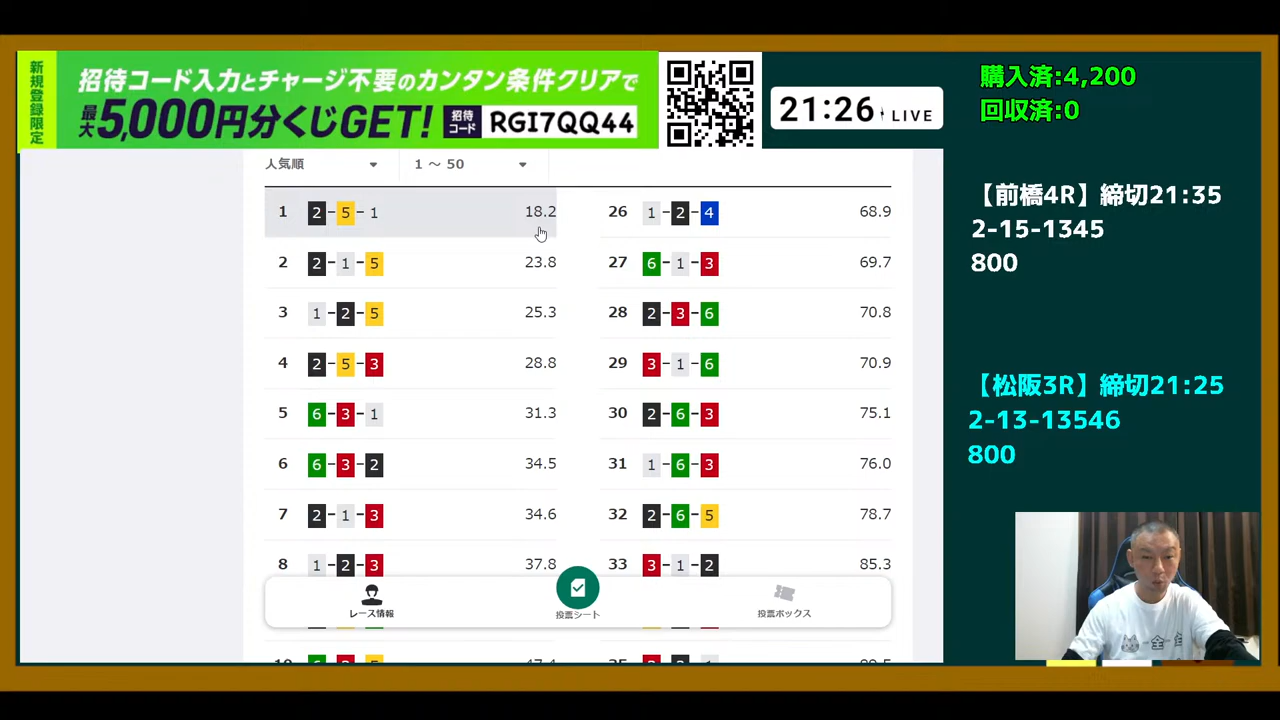 新規登録限定
招待コード入力とチャージ不要のカンタン条件クリアで
最大5,000円分くじGET! 招待コード RGI7QQ44
21:26 LIVE
購入済:4,200
回収済:0
人気順 1 ～ 50
1 2-5-1 18.2
2 2-1-5 23.8
3 1-2-5 25.3
4 2-5-3 28.8
5 6-3-1 31.3
6 6-3-2 34.5
7 2-1-3 34.6
8 1-2-3 37.8
26 1-2-4 68.9
27 6-1-3 69.7
28 2-3-6 70.8
29 3-1-6 70.9
30 2-6-3 75.1
31 1-6-3 76.0
32 2-6-5 78.7
33 3-1-2 85.3
レース情報
投票シート
投票ボックス
【前橋4R】締切21:35
2-15-1345
800
【松阪3R】締切21:25
2-13-13546
800